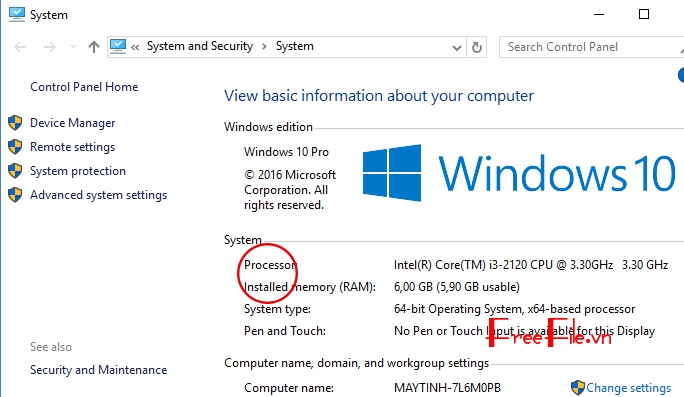 System
« System and Security > System
Search Control Panel
Control Panel Home
Device Manager
Remote settings
System protection
Advanced system settings
See also
Security and Maintenance
View basic information about your computer
Windows edition
Windows 10 Pro
© 2016 Microsoft
Corporation. All
rights reserved.
Windows 10
System
Processor: Intel(R) Core(TM) i3-2120 CPU @ 3.30GHz 3.30 GHz
Installed memory (RAM): 6,00 GB (5,90 GB usable)
System type: 64-bit Operating System, x64-based processor
Pen and Touch: No Pen or Touch Input is available for this Display
FreeFile.vn
Computer name, domain, and workgroup settings
Computer name: MAYTINH-7L6M0PB
Change settings